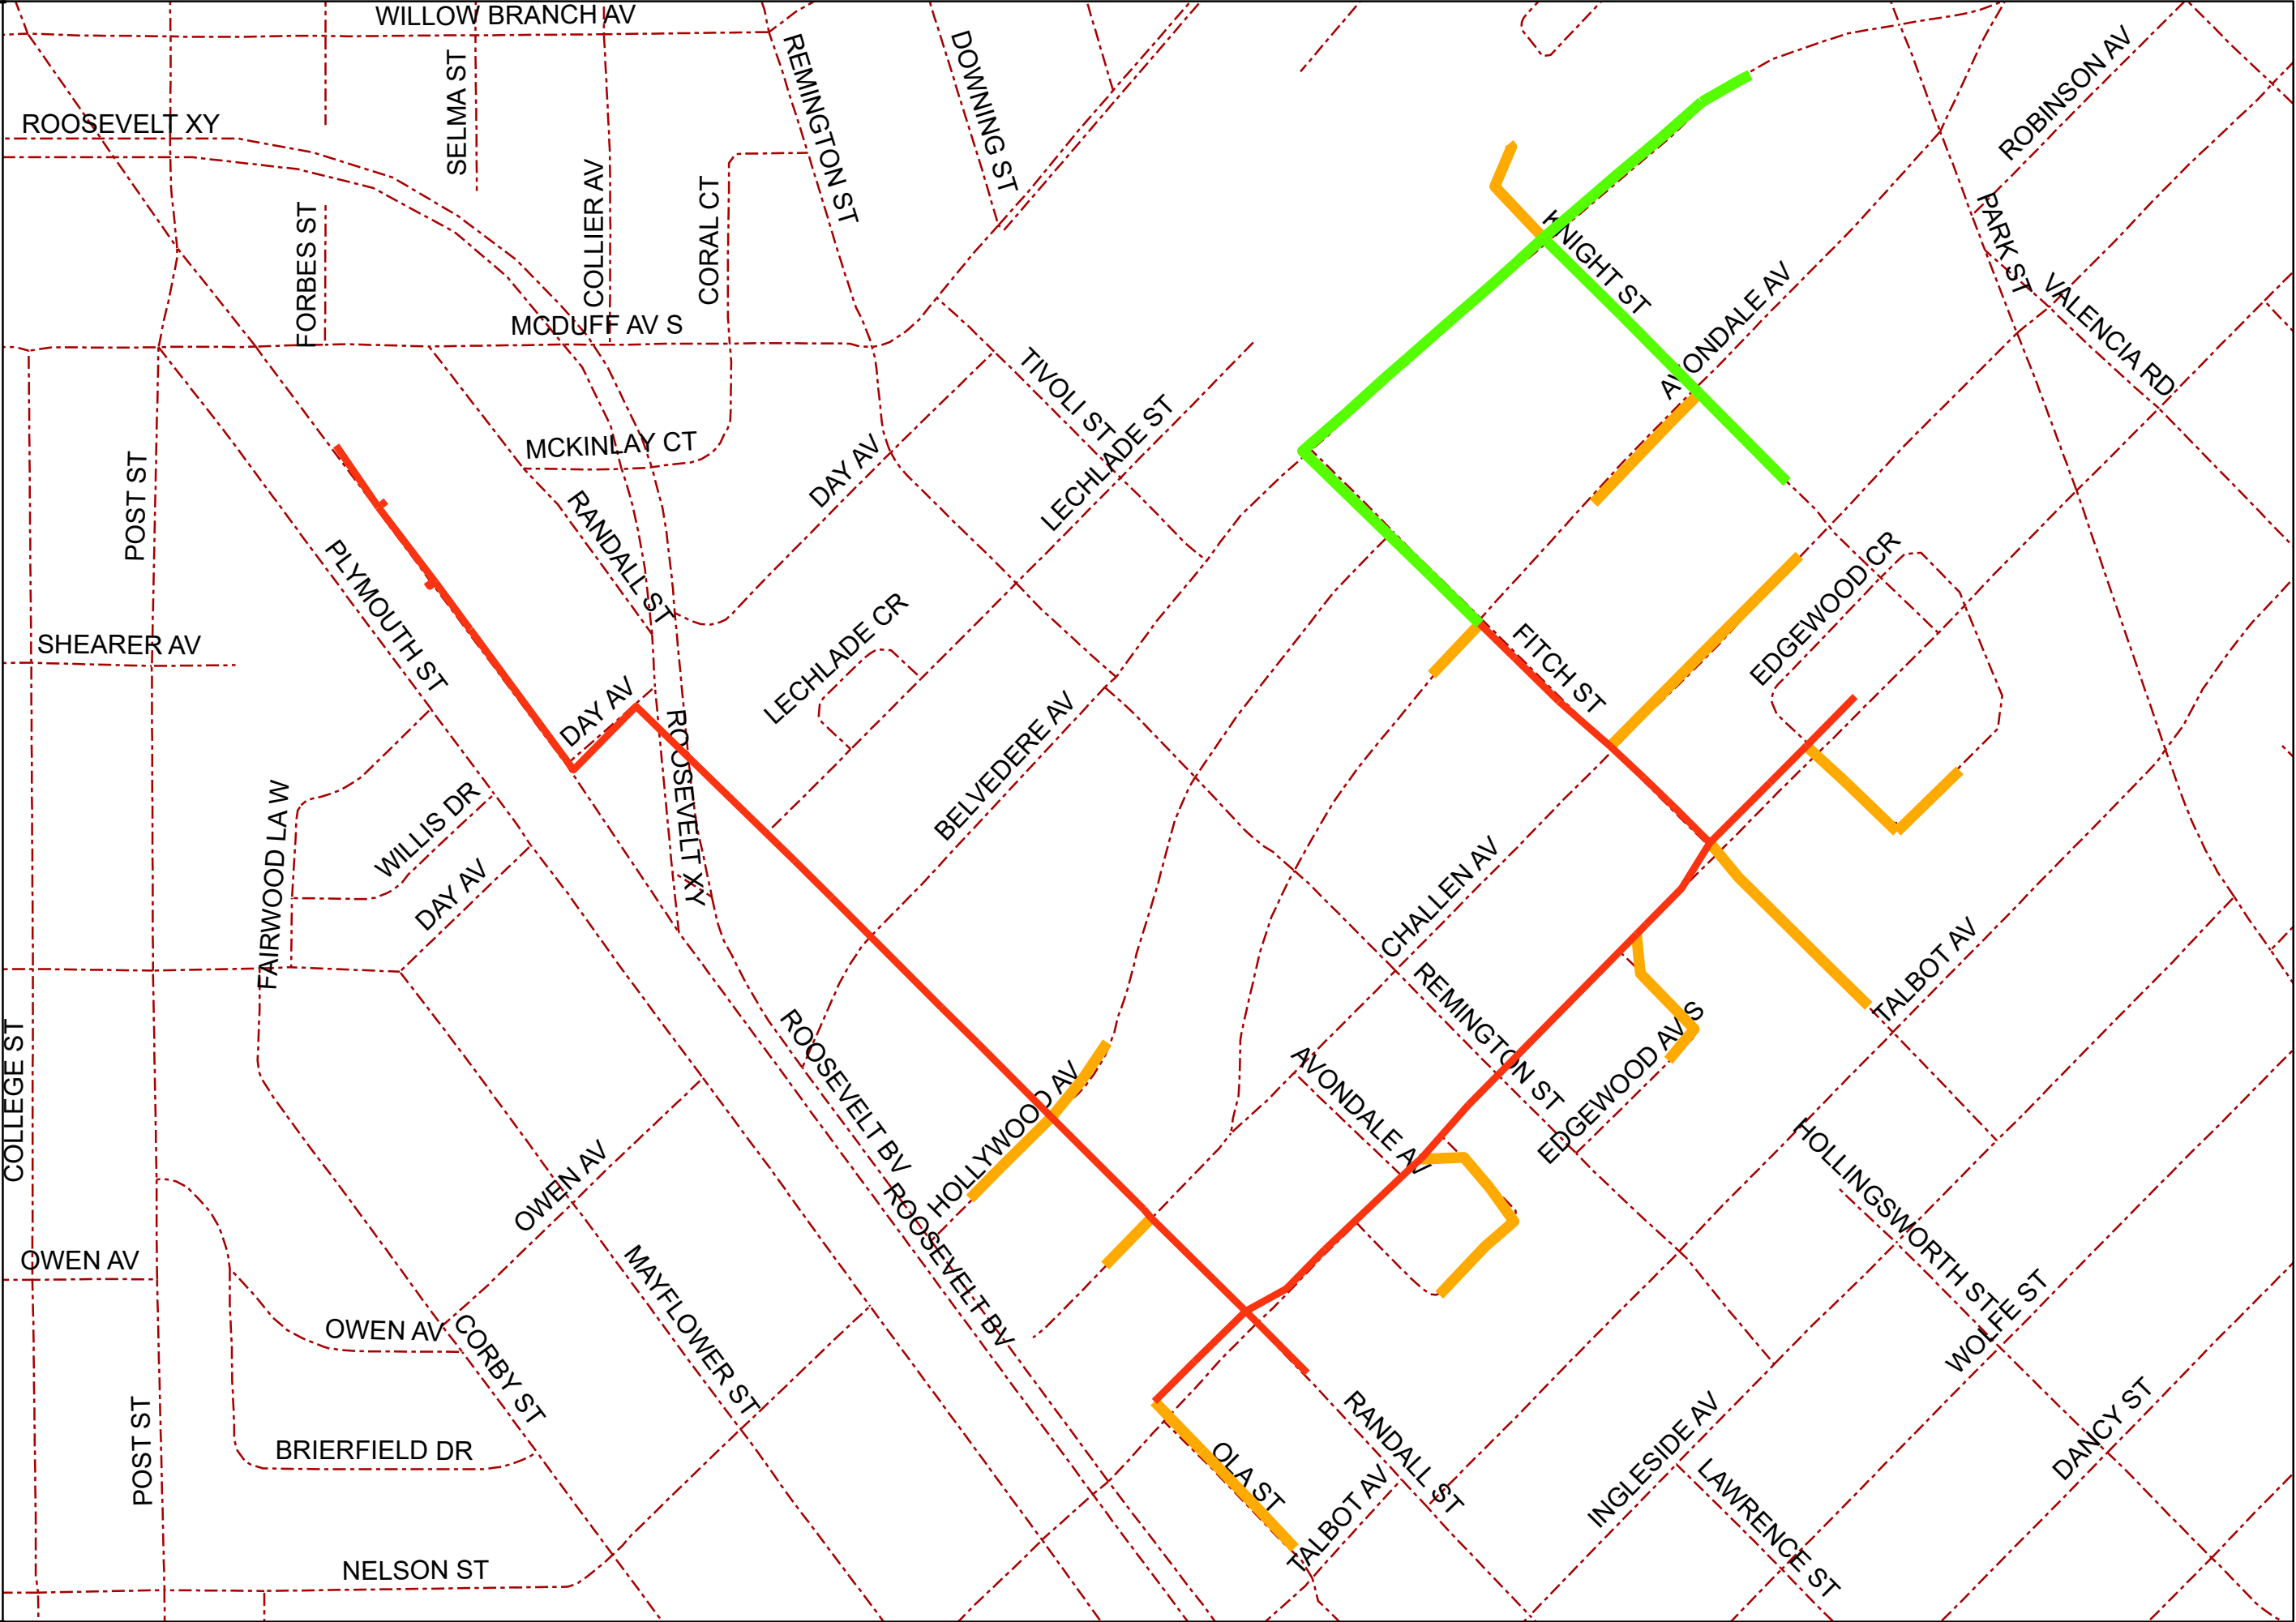 WILLOW BRANCH AV
ROOSEVELT XY
SELMA ST
REMINGTON ST
DOWNING ST
ROBINSON AV
FORBES ST
COLLIER AV
CORAL CT
KNIGHT ST
PARK ST
MCDUFF AV S
AVONDALE AV
VALENCIA RD
TIVOLI ST
LECHLADE ST
MCKINLAY CT
DAY AV
POST ST
RANDALL ST
PLYMOUTH ST
EDGEWOOD CR
SHEARER AV
LECHLADE CR
FITCH ST
DAY AV
ROOSEVELT XY
BELVEDERE AV
FAIRWOOD LA W
WILLIS DR
DAY AV
CHALLEN AV
TALBOT AV
REMINGTON ST
EDGEWOOD AV S
COLLEGE ST
ROOSEVELT BV
HOLLYWOOD AV
AVONDALE AV
OWEN AV
HOLLINGSWORTH ST
ROOSEVELT BV
OWEN AV
MAYFLOWER ST
WOLFE ST
OWEN AV
CORBY ST
POST ST
BRIERFIELD DR
OLA ST
RANDALL ST
TALBOT AV
INGLESIDE AV
DANCY ST
LAWRENCE ST
NELSON ST